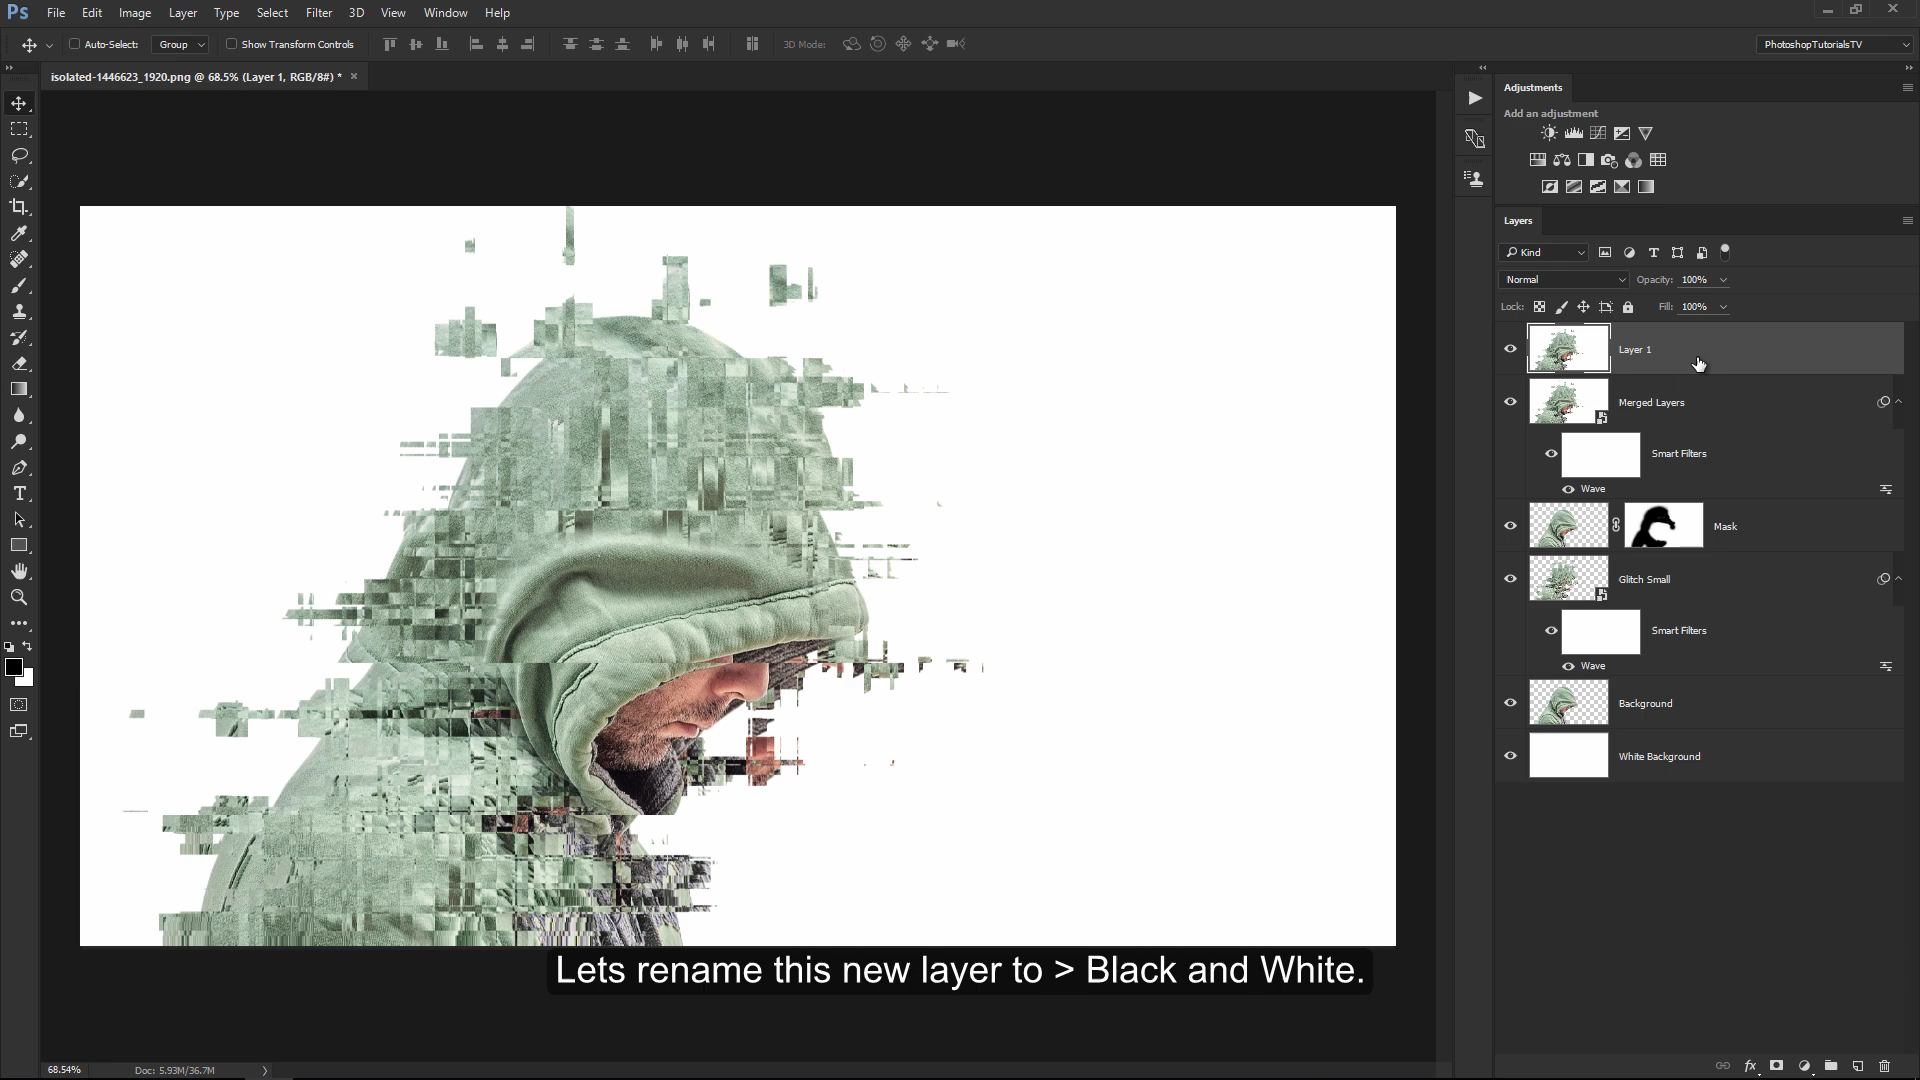 Ps File Edit Image Layer Type Select Filter 3D View Window Help
Auto-Select: Group Show Transform Controls 3D Mode: PhotoshopTutorialsTV
isolated-1446623_1920.png @ 68.5% (Layer 1, RGB/8#) * ×
Adjustments
Add an adjustment
Layers
Kind
Normal Opacity: 100%
Lock: Fill: 100%
Layer 1
Merged Layers
Smart Filters
Wave
Mask
Glitch Small
Smart Filters
Wave
Background
White Background
Lets rename this new layer to > Black and White.
68.54% Doc: 5.93M/36.7M